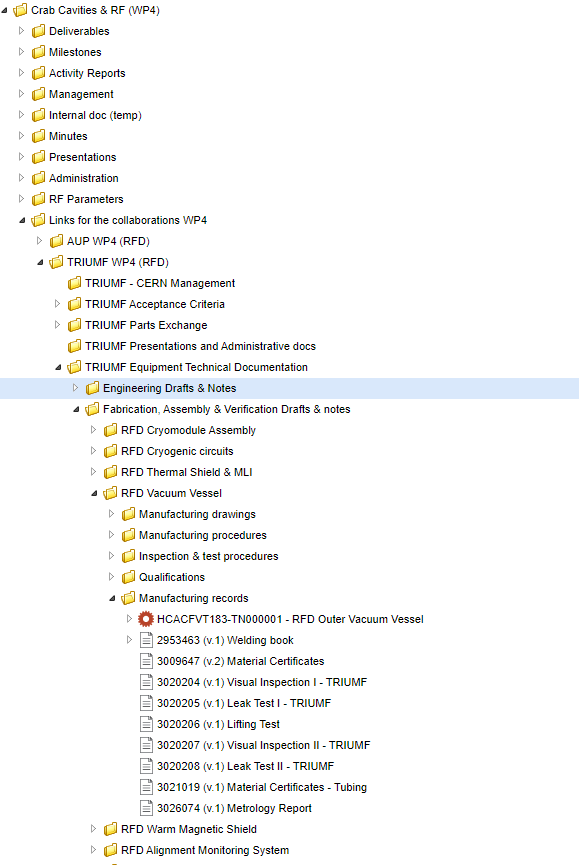 Crab Cavities & RF (WP4)
Deliverables
Milestones
Activity Reports
Management
Internal doc (temp)
Minutes
Presentations
Administration
RF Parameters
Links for the collaborations WP4
AUP WP4 (RFD)
TRIUMF WP4 (RFD)
TRIUMF - CERN Management
TRIUMF Acceptance Criteria
TRIUMF Parts Exchange
TRIUMF Presentations and Administrative docs
TRIUMF Equipment Technical Documentation
Engineering Drafts & Notes
Fabrication, Assembly & Verification Drafts & notes
RFD Cryomodule Assembly
RFD Cryogenic circuits
RFD Thermal Shield & MLI
RFD Vacuum Vessel
Manufacturing drawings
Manufacturing procedures
Inspection & test procedures
Qualifications
Manufacturing records
HCACFVT183-TN000001 - RFD Outer Vacuum Vessel
2953463 (v.1) Welding book
3009647 (v.2) Material Certificates
3020204 (v.1) Visual Inspection I - TRIUMF
3020205 (v.1) Leak Test I - TRIUMF
3020206 (v.1) Lifting Test
3020207 (v.1) Visual Inspection II - TRIUMF
3020208 (v.1) Leak Test II - TRIUMF
3021019 (v.1) Material Certificates - Tubing
3026074 (v.1) Metrology Report
RFD Warm Magnetic Shield
RFD Alignment Monitoring System